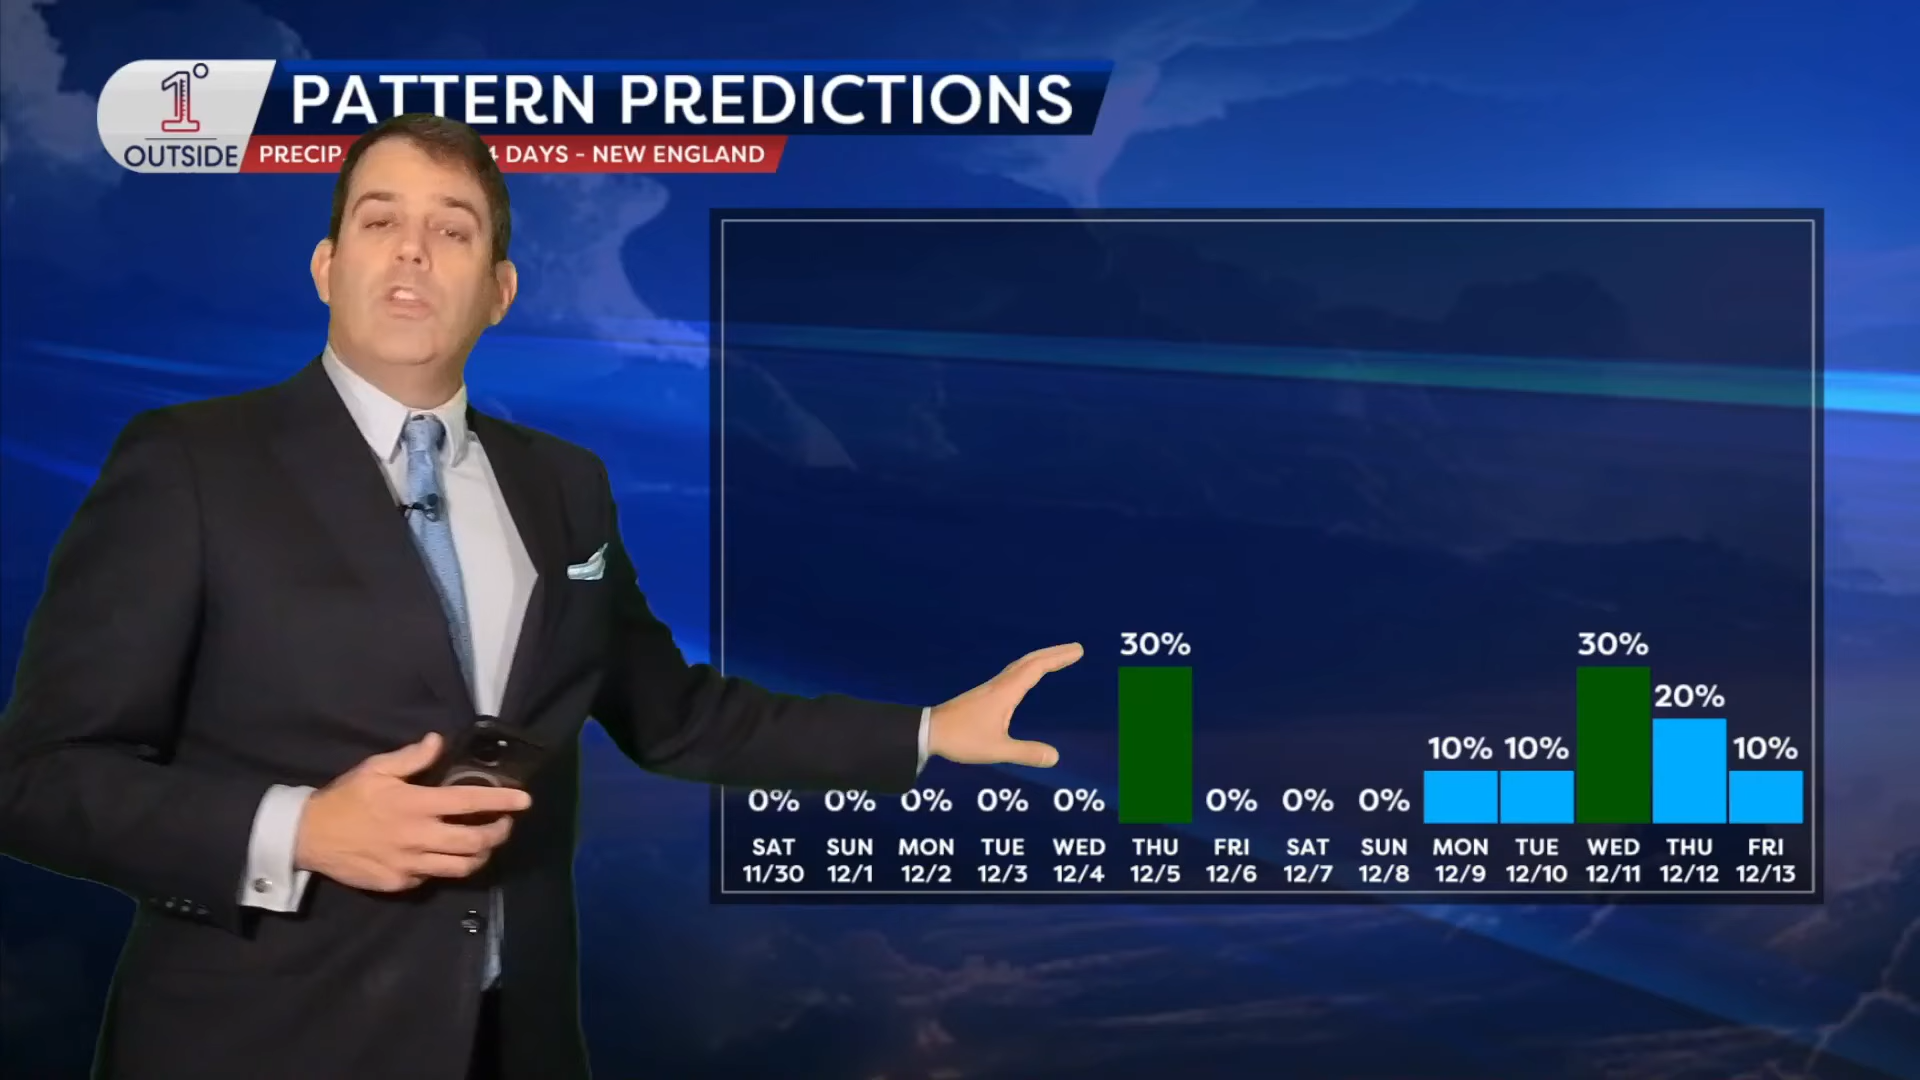 1°
OUTSIDE
PATTERN PREDICTIONS
PRECIP. 4 DAYS - NEW ENGLAND
30% 30%
20%
10% 10% 10%
0% 0% 0% 0% 0% 0% 0% 0%
SAT SUN MON TUE WED THU FRI SAT SUN MON TUE WED THU FRI
11/30 12/1 12/2 12/3 12/4 12/5 12/6 12/7 12/8 12/9 12/10 12/11 12/12 12/13